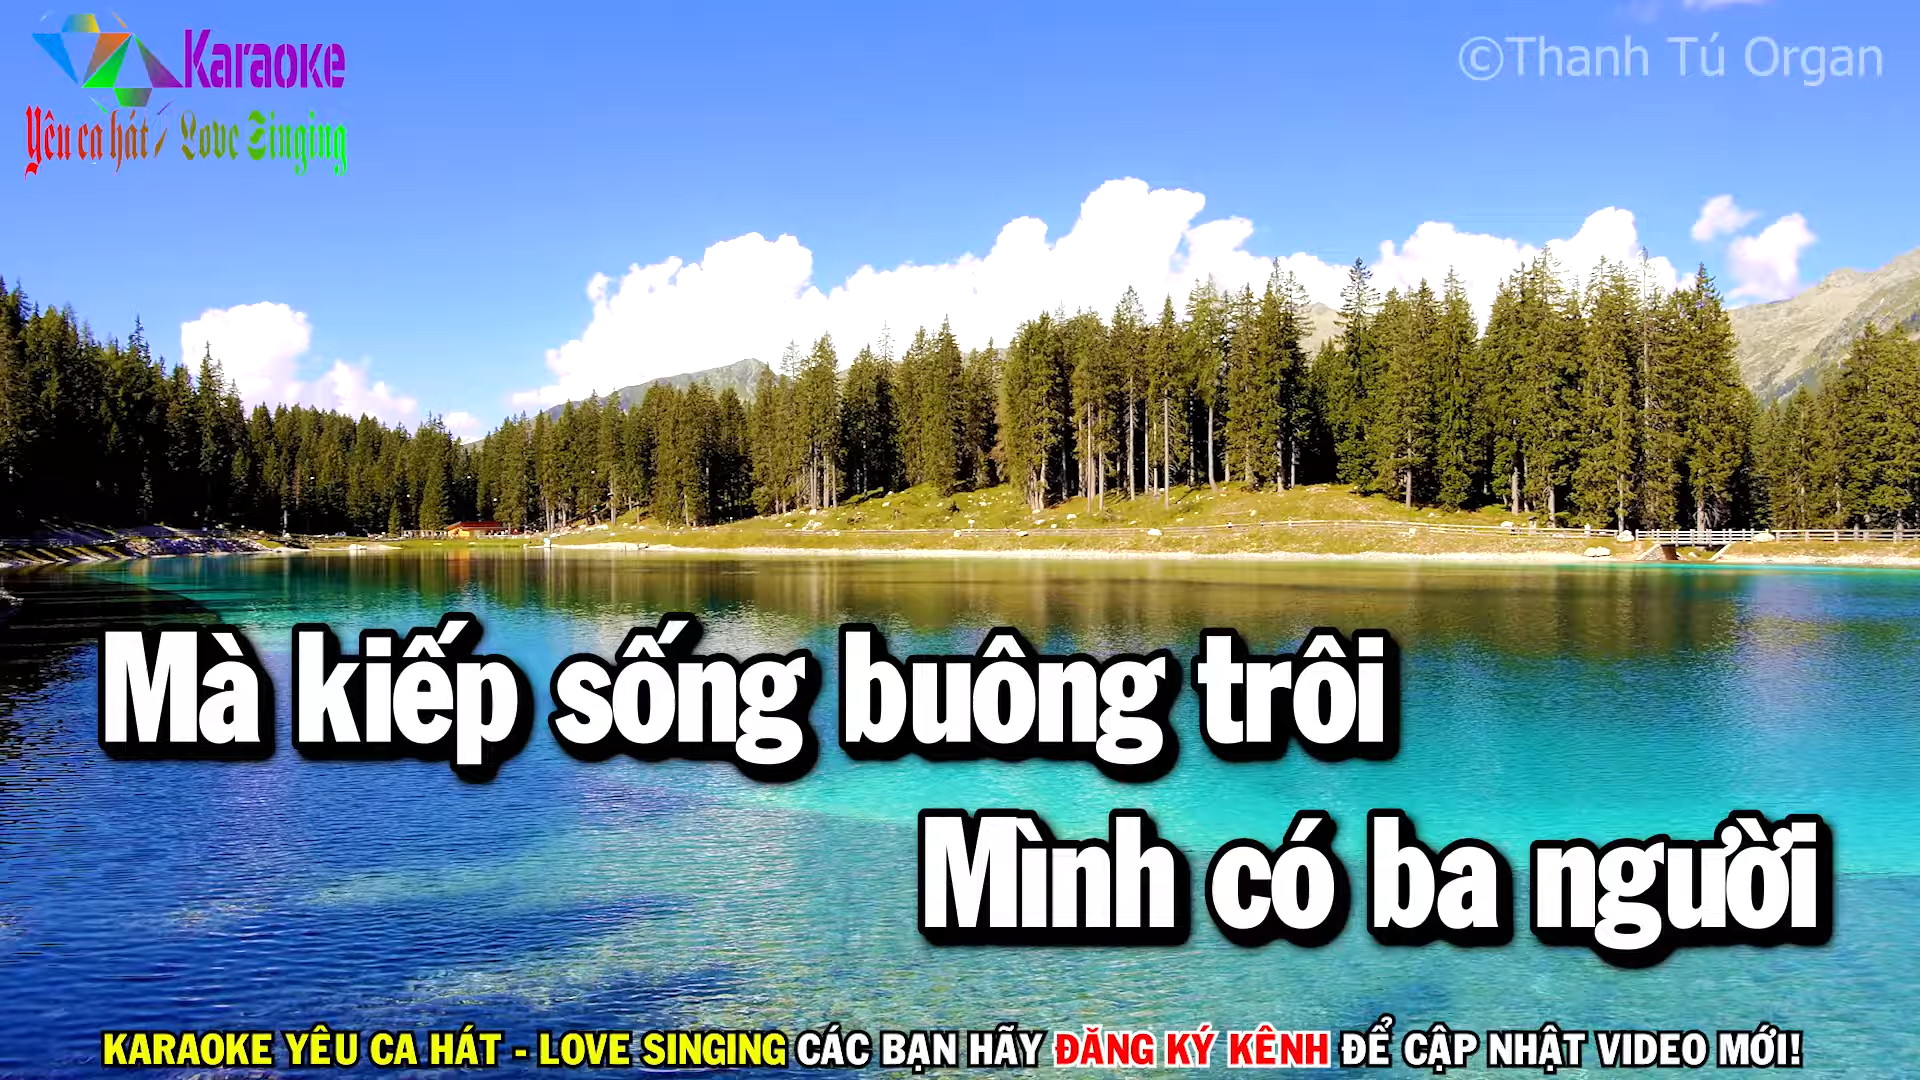 Karaoke
Yêu ca hát / Love Singing
©Thanh Tú Organ
Mà kiếp sống buông trôi
Mình có ba người
KARAOKE YÊU CA HÁT - LOVE SINGING CÁC BẠN HÃY ĐĂNG KÝ KÊNH ĐỂ CẬP NHẬT VIDEO MỚI!